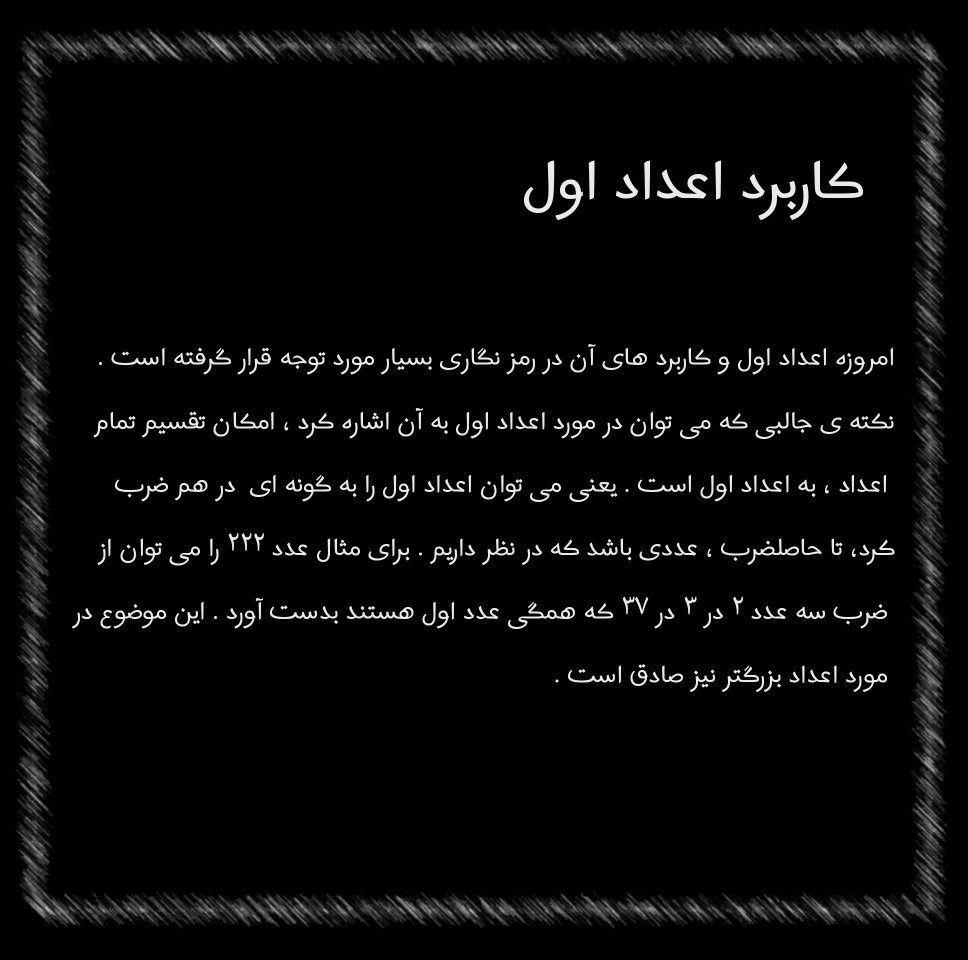 کاربرد اعداد اول
امروزه اعداد اول و کاربرد های آن در رمز نگاری بسیار مورد توجه قرار گرفته است .
نکته ی جالبی که می توان در مورد اعداد اول به آن اشاره کرد ، امکان تقسیم تمام
اعداد ، به اعداد اول است . یعنی می توان اعداد اول را به گونه ای در هم ضرب
کرد، تا حاصلضرب ، عددی باشد که در نظر داریم . برای مثال عدد ۲۲۲ را می توان از
ضرب سه عدد ۲ در ۳ در ۳۷ که همگی عدد اول هستند بدست آورد . این موضوع در
مورد اعداد بزرگتر نیز صادق است .